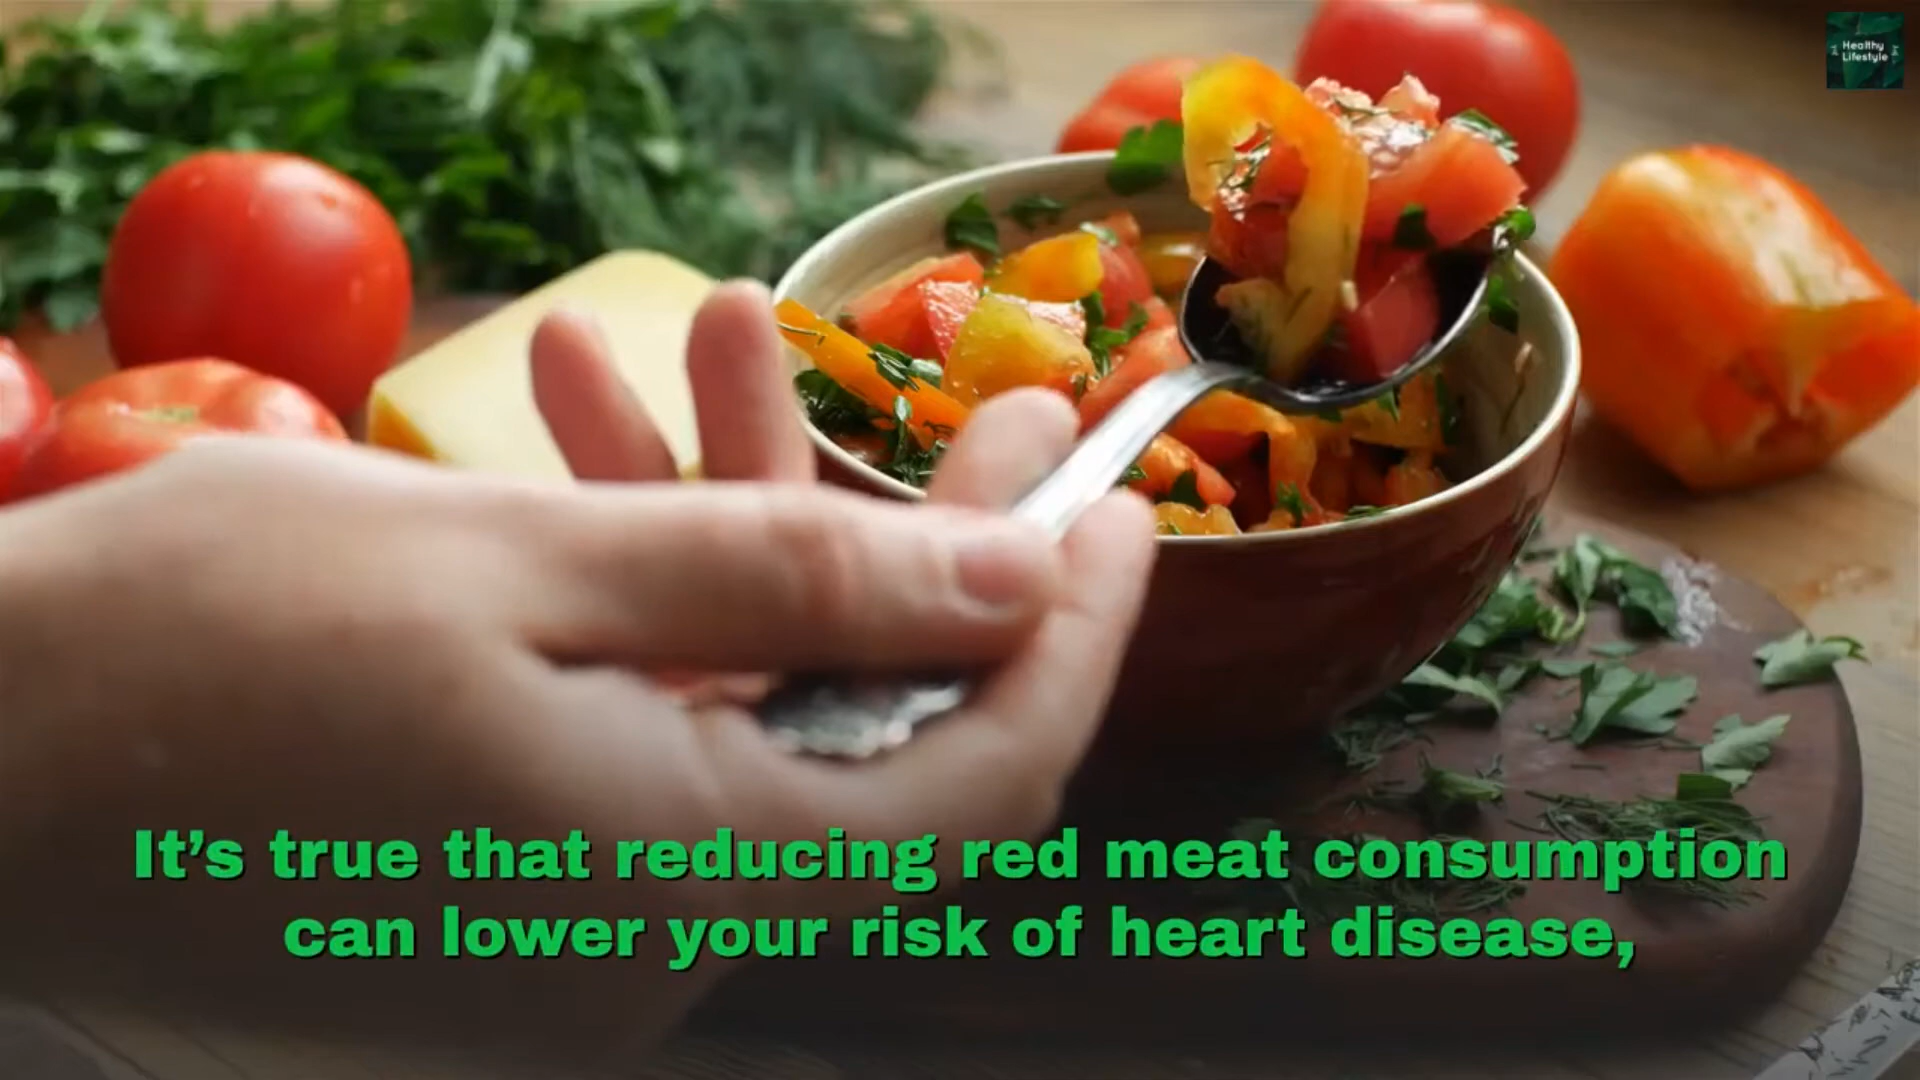 Healthy
Lifestyle
It's true that reducing red meat consumption
can lower your risk of heart disease,